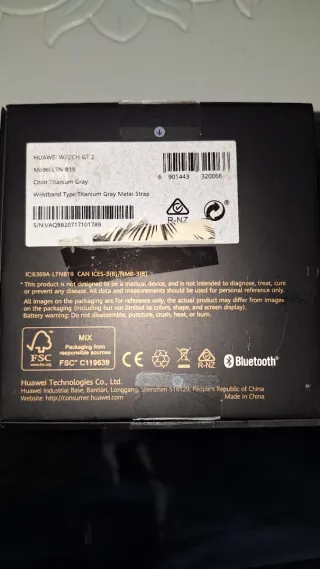 HUAWEI WATCH GT 2
Model:LTN-B19
Color:Titanium Gray
Wristband Type:Titanium Gray Metal Strap
6 901443 320066
S/N:VAQBB20717101789
R-NZ
IC:6369A-LTNB19 CAN ICES-3(B)/NMB-3(B)
* This product is not designed to be a medical device, and is not intended to diagnose, treat, cure
or prevent any disease. All data and measurements should be used for personal reference only.
All images on the packaging are for reference only, the actual product may differ from images
on the packaging (including but not limited to colors, shape, and screen display).
Battery warning: Do not disassemble, puncture, crush, heat, or burn.
FSC
www.fsc.org
MIX
Packaging from
responsible sources
FSC™ C119639
CE
R-NZ
Bluetooth®
Huawei Technologies Co., Ltd.
Huawei Industrial Base, Bantian, Longgang, Shenzhen 518129, People's Republic of China
Website: http://consumer.huawei.com
Made in China